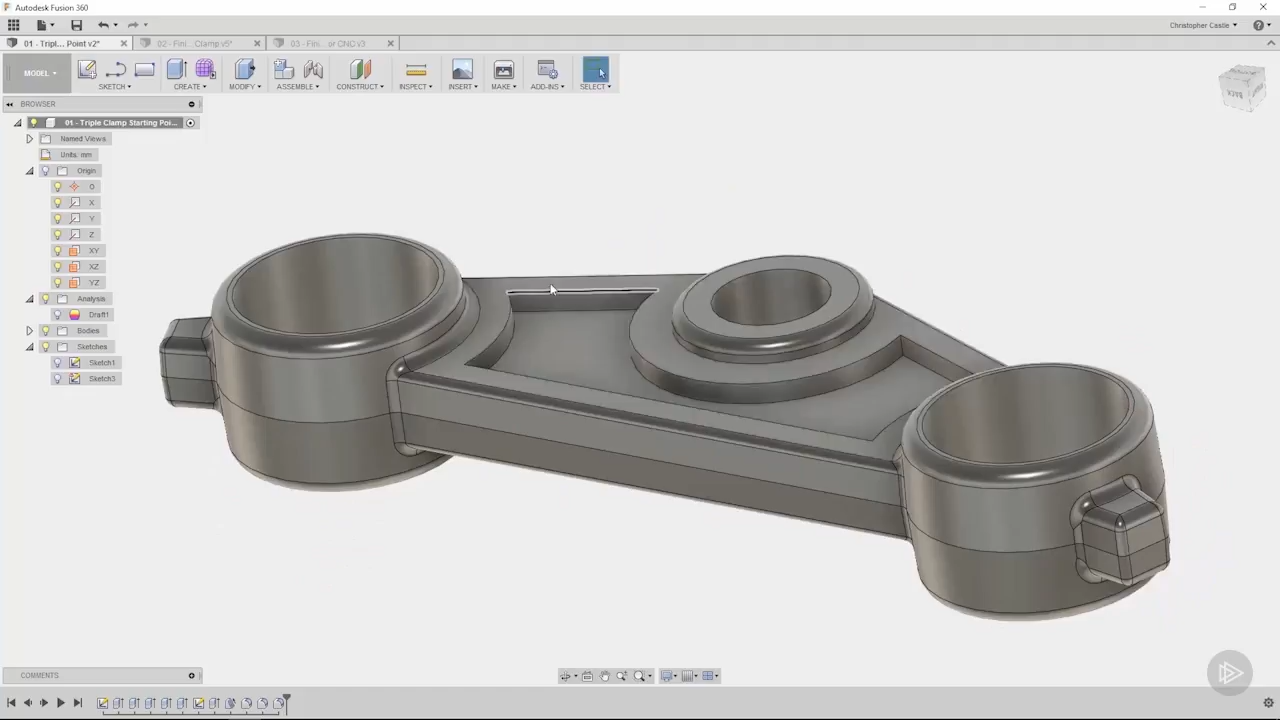 Autodesk Fusion 360
Christopher Castle
01 - Tripl... Point v2*
02 - Fini... Clamp v5*
03 - Finis... or CNC v3
MODEL
SKETCH
CREATE
MODIFY
ASSEMBLE
CONSTRUCT
INSPECT
INSERT
MAKE
ADD-INS
SELECT
BROWSER
01 - Triple Clamp Starting Poi...
Named Views
Units: mm
Origin
O
X
Y
Z
XY
XZ
YZ
Analysis
Draft1
Bodies
Sketches
Sketch1
Sketch3
COMMENTS